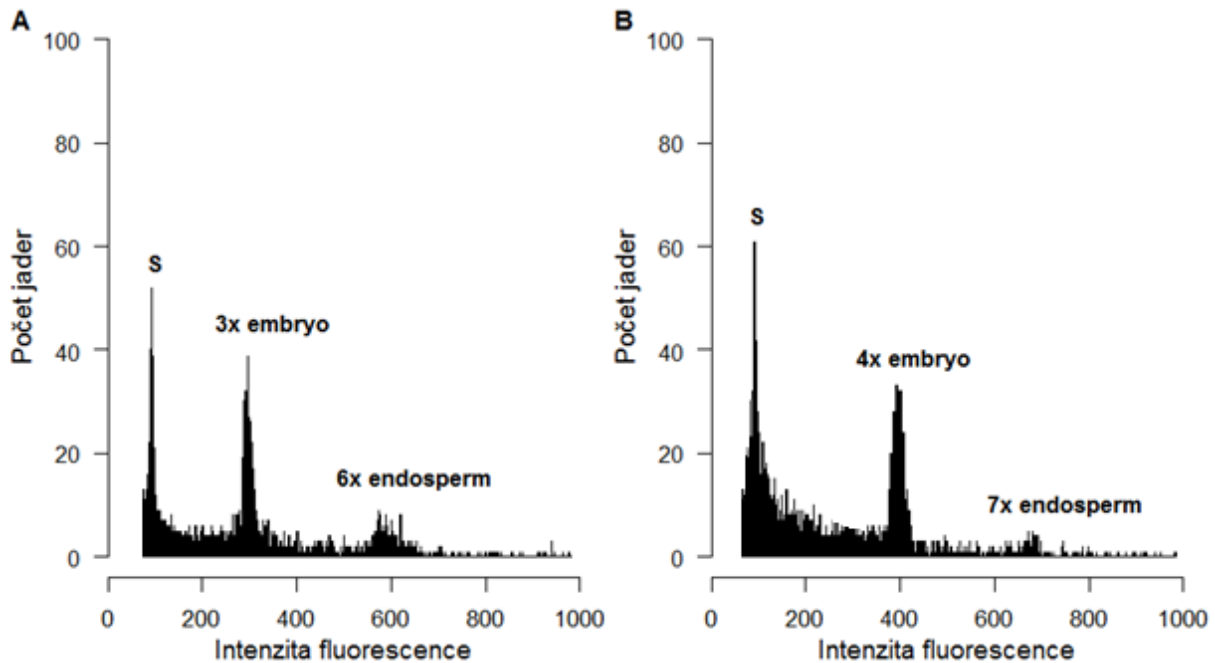 A
100
80
60
40
20
0
Počet jader
S
3x embryo
6x endosperm
0
200
400
600
800
1000
Intenzita fluorescence
B
100
80
60
40
20
0
Počet jader
S
4x embryo
7x endosperm
0
200
400
600
800
1000
Intenzita fluorescence